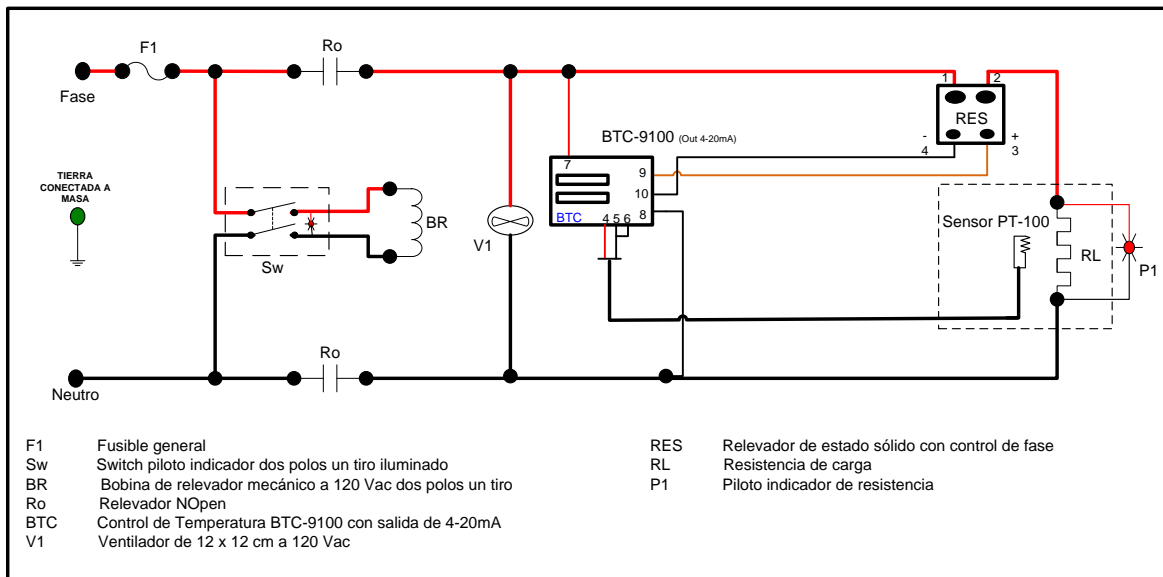 F1
Ro
Fase
1
2
RES
-
+
4
3
BTC-9100 (Out 4-20mA)
7
9
10
8
BTC
4
5
6
TIERRA
CONECTADA A
MASA
BR
V1
Sw
Sensor PT-100
RL
P1
Ro
Neutro
F1 Fusible general
Sw Switch piloto indicador dos polos un tiro iluminado
BR Bobina de relevador mecánico a 120 Vac dos polos un tiro
Ro Relevador NOpen
BTC Control de Temperatura BTC-9100 con salida de 4-20mA
V1 Ventilador de 12 x 12 cm a 120 Vac
RES Relevador de estado sólido con control de fase
RL Resistencia de carga
P1 Piloto indicador de resistencia